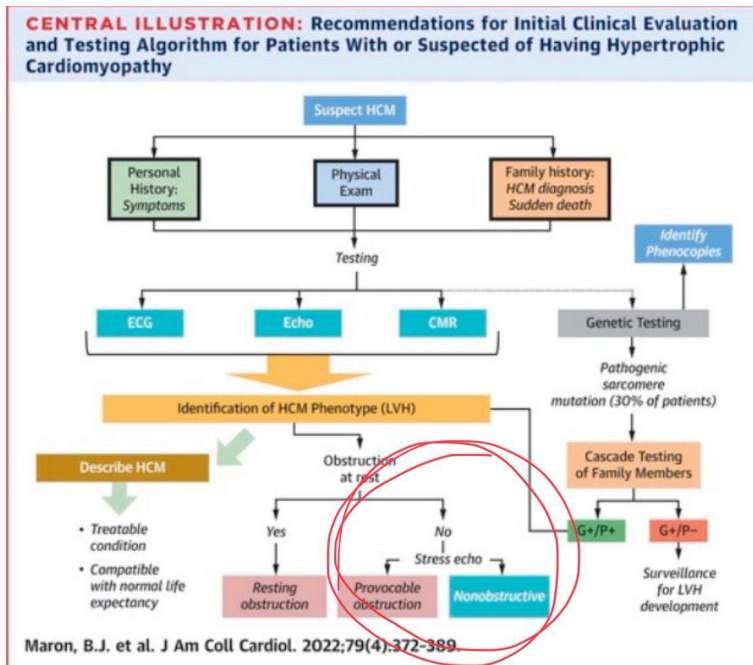 CENTRAL ILLUSTRATION: Recommendations for Initial Clinical Evaluation
and Testing Algorithm for Patients With or Suspected of Having Hypertrophic
Cardiomyopathy
Suspect HCM
Personal
History:
Symptoms
Physical
Exam
Family history:
HCM diagnosis
Sudden death
Identify
Phenocopies
Testing
ECG
Echo
CMR
Genetic Testing
Pathogenic
sarcomere
mutation (30% of patients)
Identification of HCM Phenotype (LVH)
Describe HCM
Obstruction
at rest
Cascade Testing
of Family Members
• Treatable
condition
• Compatible
with normal life
expectancy
Yes
No
Stress echo
G+/P+
G+/P−
Resting
obstruction
Provocable
obstruction
Nonobstructive
Surveillance
for LVH
development
Maron, B.J. et al. J Am Coll Cardiol. 2022;79(4):372-389.